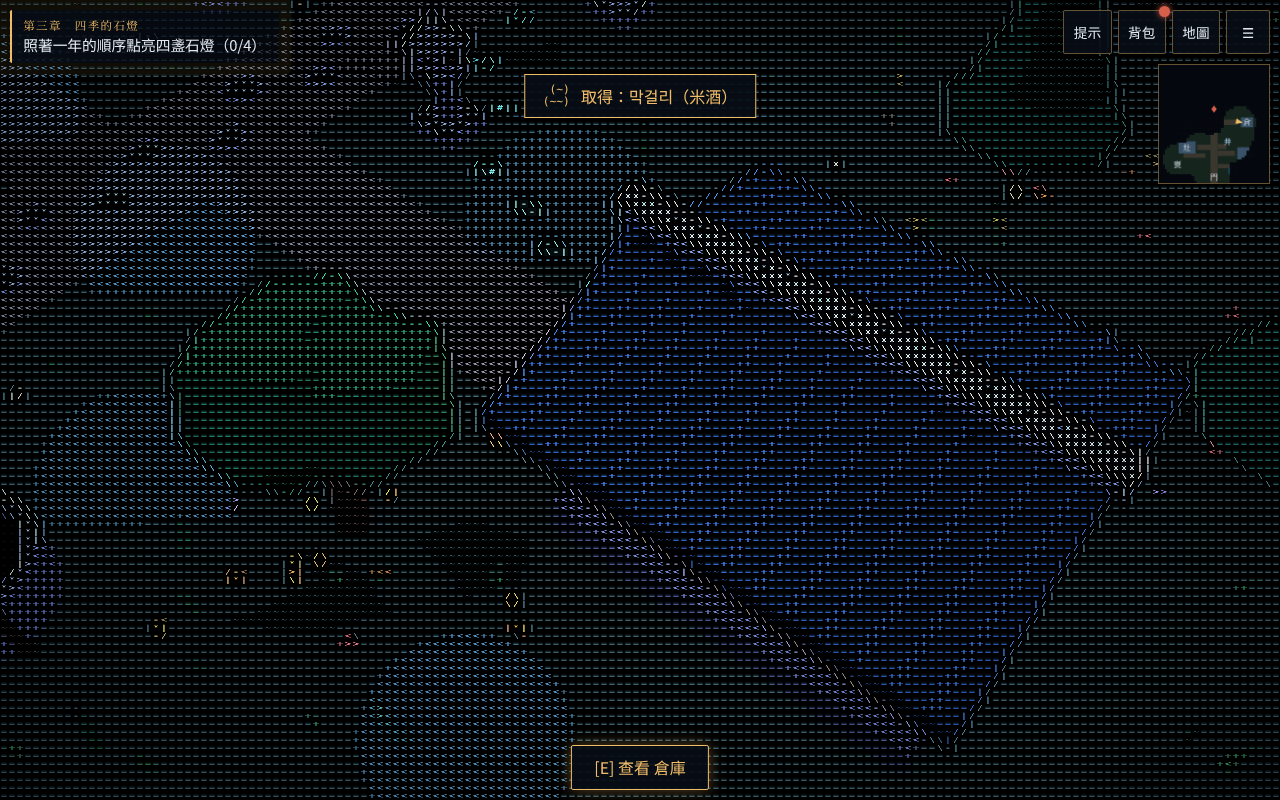 第三章 四季的石燈
照著一年的順序點亮四盞石燈（0/4）
提示
背包
地圖
☰
取得：막걸리（米酒）
井
門
[E] 查看 倉庫